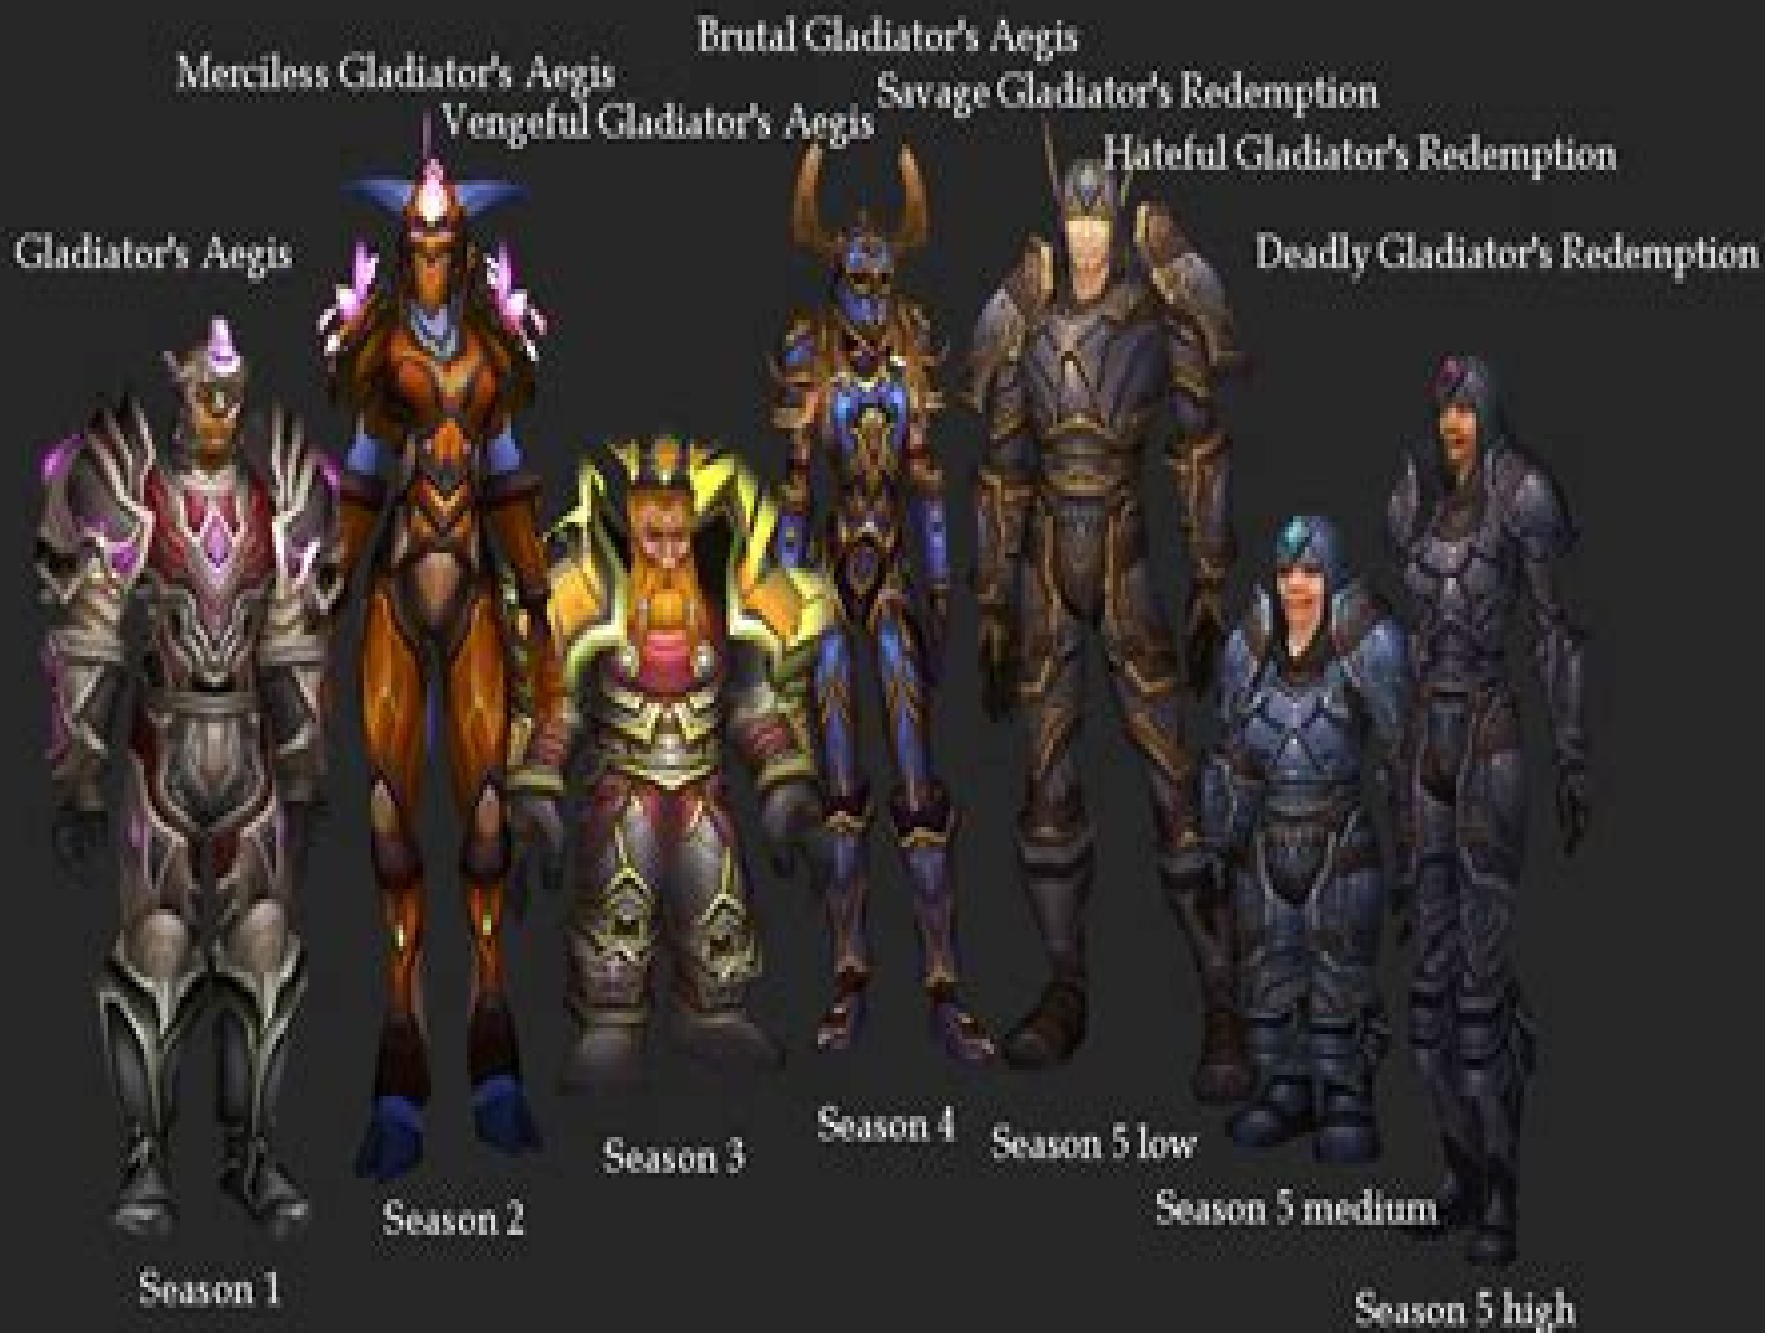 Brutal Gladiator's Aegis
Merciless Gladiator's Aegis
Savage Gladiator's Redemption
Vengeful Gladiator's Aegis
Hateful Gladiator's Redemption
Gladiator's Aegis
Deadly Gladiator's Redemption
Season 4
Season 5 low
Season 3
Season 5 medium
Season 2
Season 1
Season 5 high